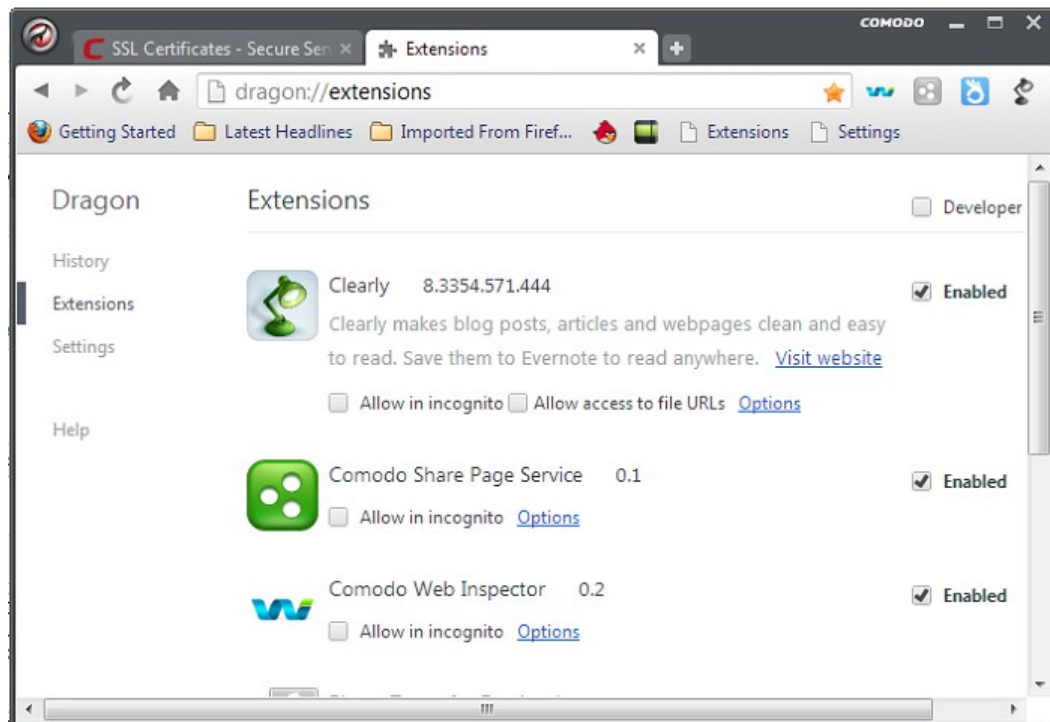 COMODO
SSL Certificates - Secure Ser
Extensions
dragon://extensions
Getting Started Latest Headlines Imported From Firef... Extensions Settings
Dragon
Extensions
Developer
History
Extensions
Settings
Help
Clearly 8.3354.571.444
Enabled
Clearly makes blog posts, articles and webpages clean and easy
to read. Save them to Evernote to read anywhere. Visit website
Allow in incognito Allow access to file URLs Options
Comodo Share Page Service 0.1
Enabled
Allow in incognito Options
Comodo Web Inspector 0.2
Enabled
Allow in incognito Options